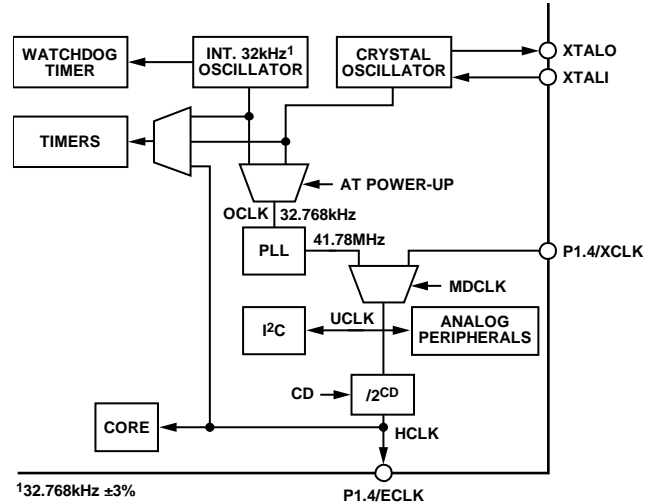 WATCHDOG
TIMER
INT. 32kHz¹
OSCILLATOR
CRYSTAL
OSCILLATOR
XTALO
XTALI
TIMERS
AT POWER-UP
OCLK 32.768kHz
PLL
41.78MHz
P1.4/XCLK
MDCLK
I²C
UCLK
ANALOG
PERIPHERALS
CD
/2ᶜᴰ
CORE
HCLK
¹32.768kHz ±3%
P1.4/ECLK